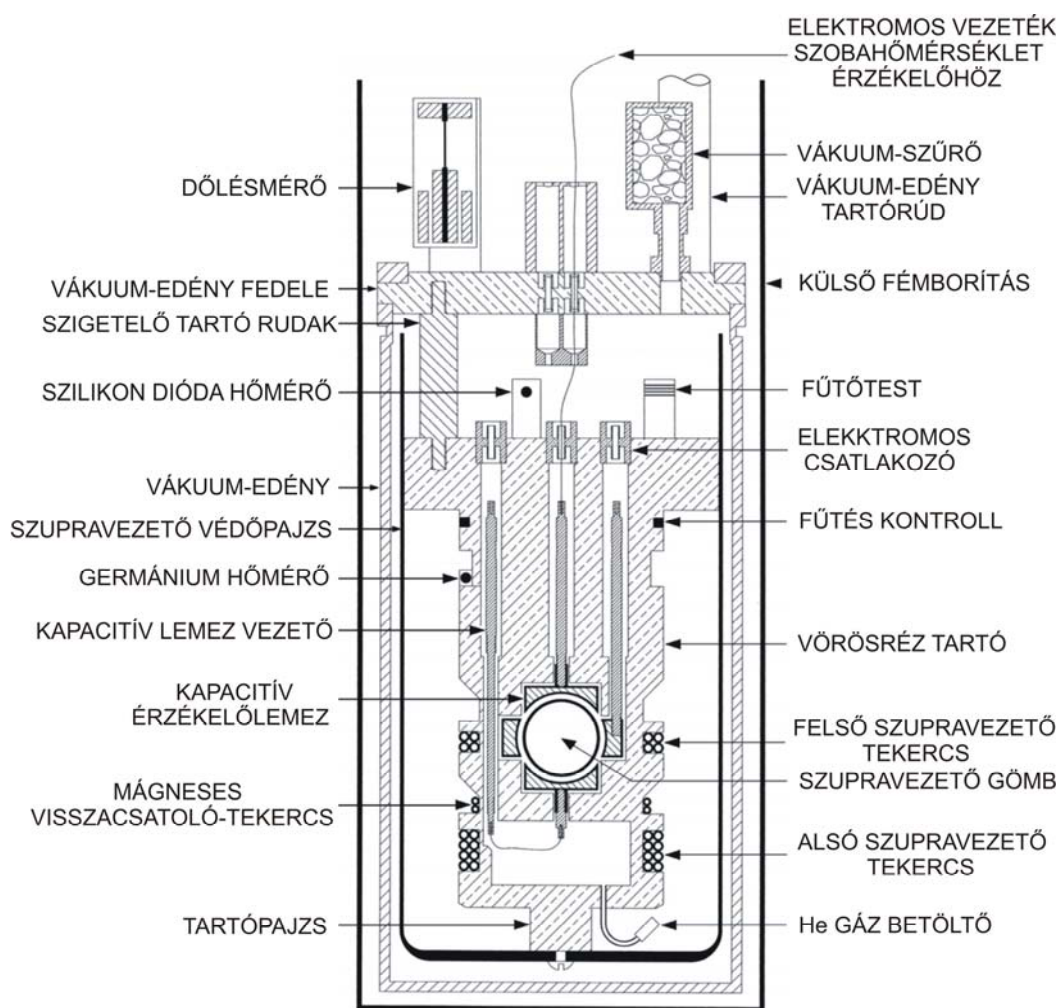 ELEKTROMOS VEZETÉK
SZOBAHŐMÉRSÉKLET
ÉRZÉKELŐHÖZ
DŐLÉSMÉRŐ
VÁKUUM-SZŰRŐ
VÁKUUM-EDÉNY
TARTÓRÚD
VÁKUUM-EDÉNY FEDELE
KÜLSŐ FÉMBORÍTÁS
SZIGETELŐ TARTÓ RUDAK
SZILIKON DIÓDA HŐMÉRŐ
FŰTŐTEST
ELEKKTROMOS
CSATLAKOZÓ
VÁKUUM-EDÉNY
SZUPRAVEZETŐ VÉDŐPAJZS
FŰTÉS KONTROLL
GERMÁNIUM HŐMÉRŐ
KAPACITÍV LEMEZ VEZETŐ
VÖRÖSRÉZ TARTÓ
KAPACITÍV
ÉRZÉKELŐLEMEZ
FELSŐ SZUPRAVEZETŐ
TEKERCS
SZUPRAVEZETŐ GÖMB
MÁGNESES
VISSZACSATOLÓ-TEKERCS
ALSÓ SZUPRAVEZETŐ
TEKERCS
TARTÓPAJZS
He GÁZ BETÖLTŐ